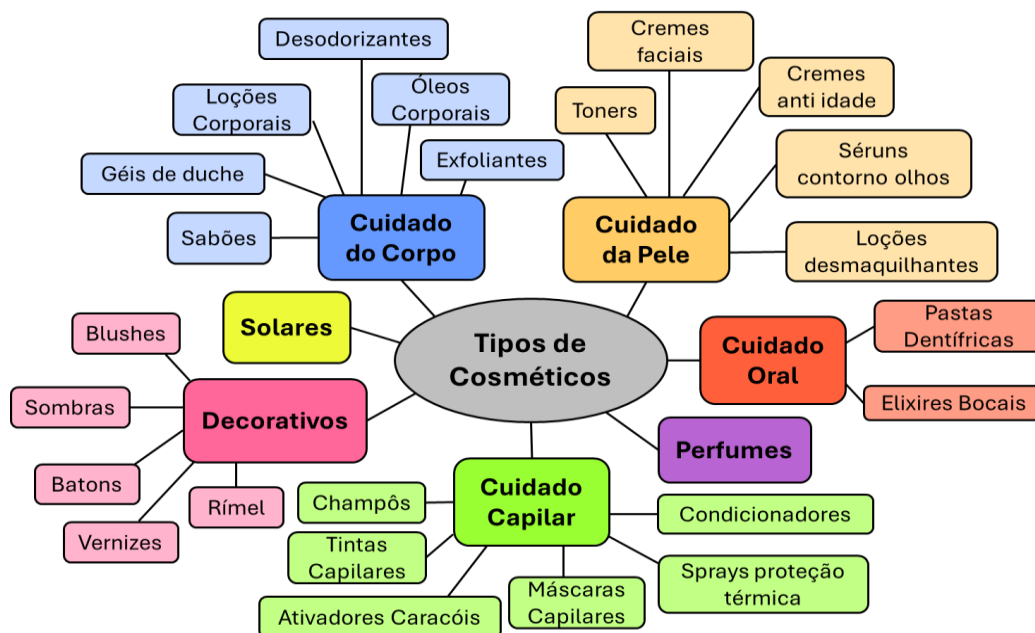 Desodorizantes
Loções
Corporais
Óleos
Corporais
Géis de duche
Exfoliantes
Sabões
Cuidado
do Corpo
Cremes
faciais
Toners
Cremes
anti idade
Séruns
contorno olhos
Loções
desmaquilhantes
Cuidado
da Pele
Solares
Tipos de
Cosméticos
Cuidado
Oral
Pastas
Dentífricas
Elixires Bocais
Perfumes
Blushes
Sombras
Batons
Vernizes
Rímel
Decorativos
Cuidado
Capilar
Champôs
Tintas
Capilares
Ativadores Caracóis
Máscaras
Capilares
Condicionadores
Sprays proteção
térmica